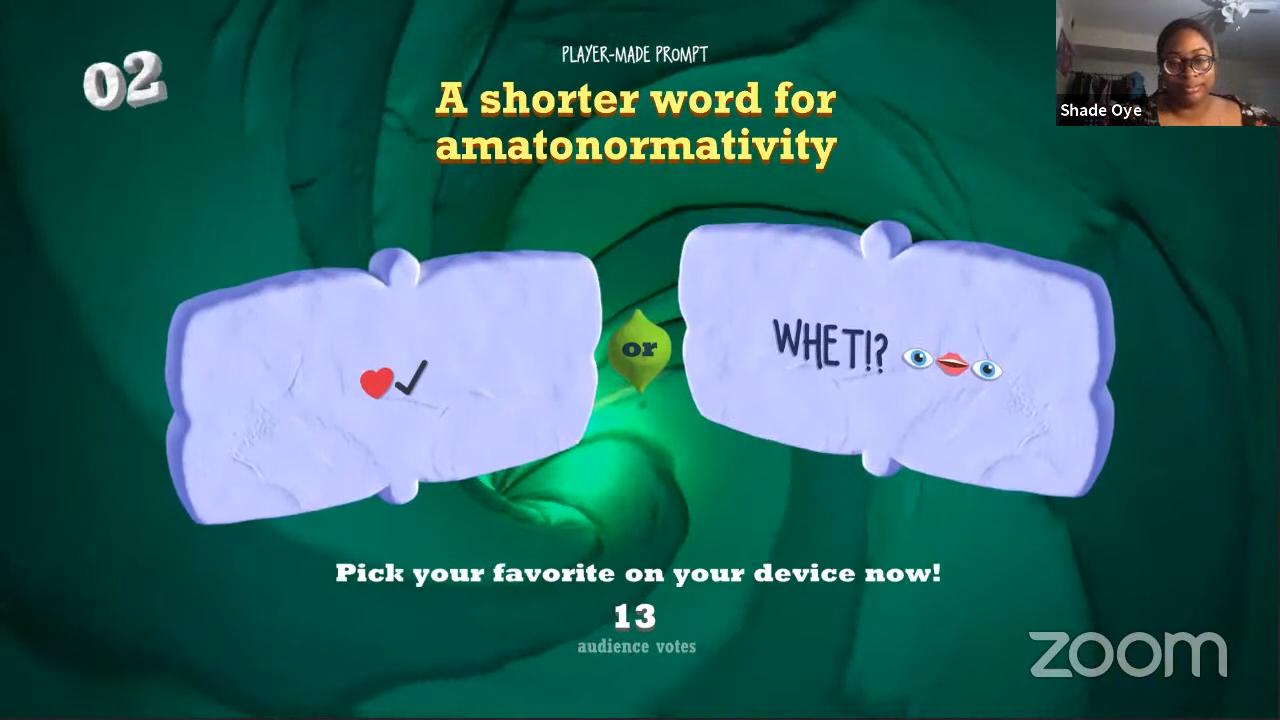 02
PLAYER-MADE PROMPT
A shorter word for
amatonormativity
Shade Oye
❤️✔
or
WHET!? 👁️👄👁️
Pick your favorite on your device now!
13
audience votes
zoom